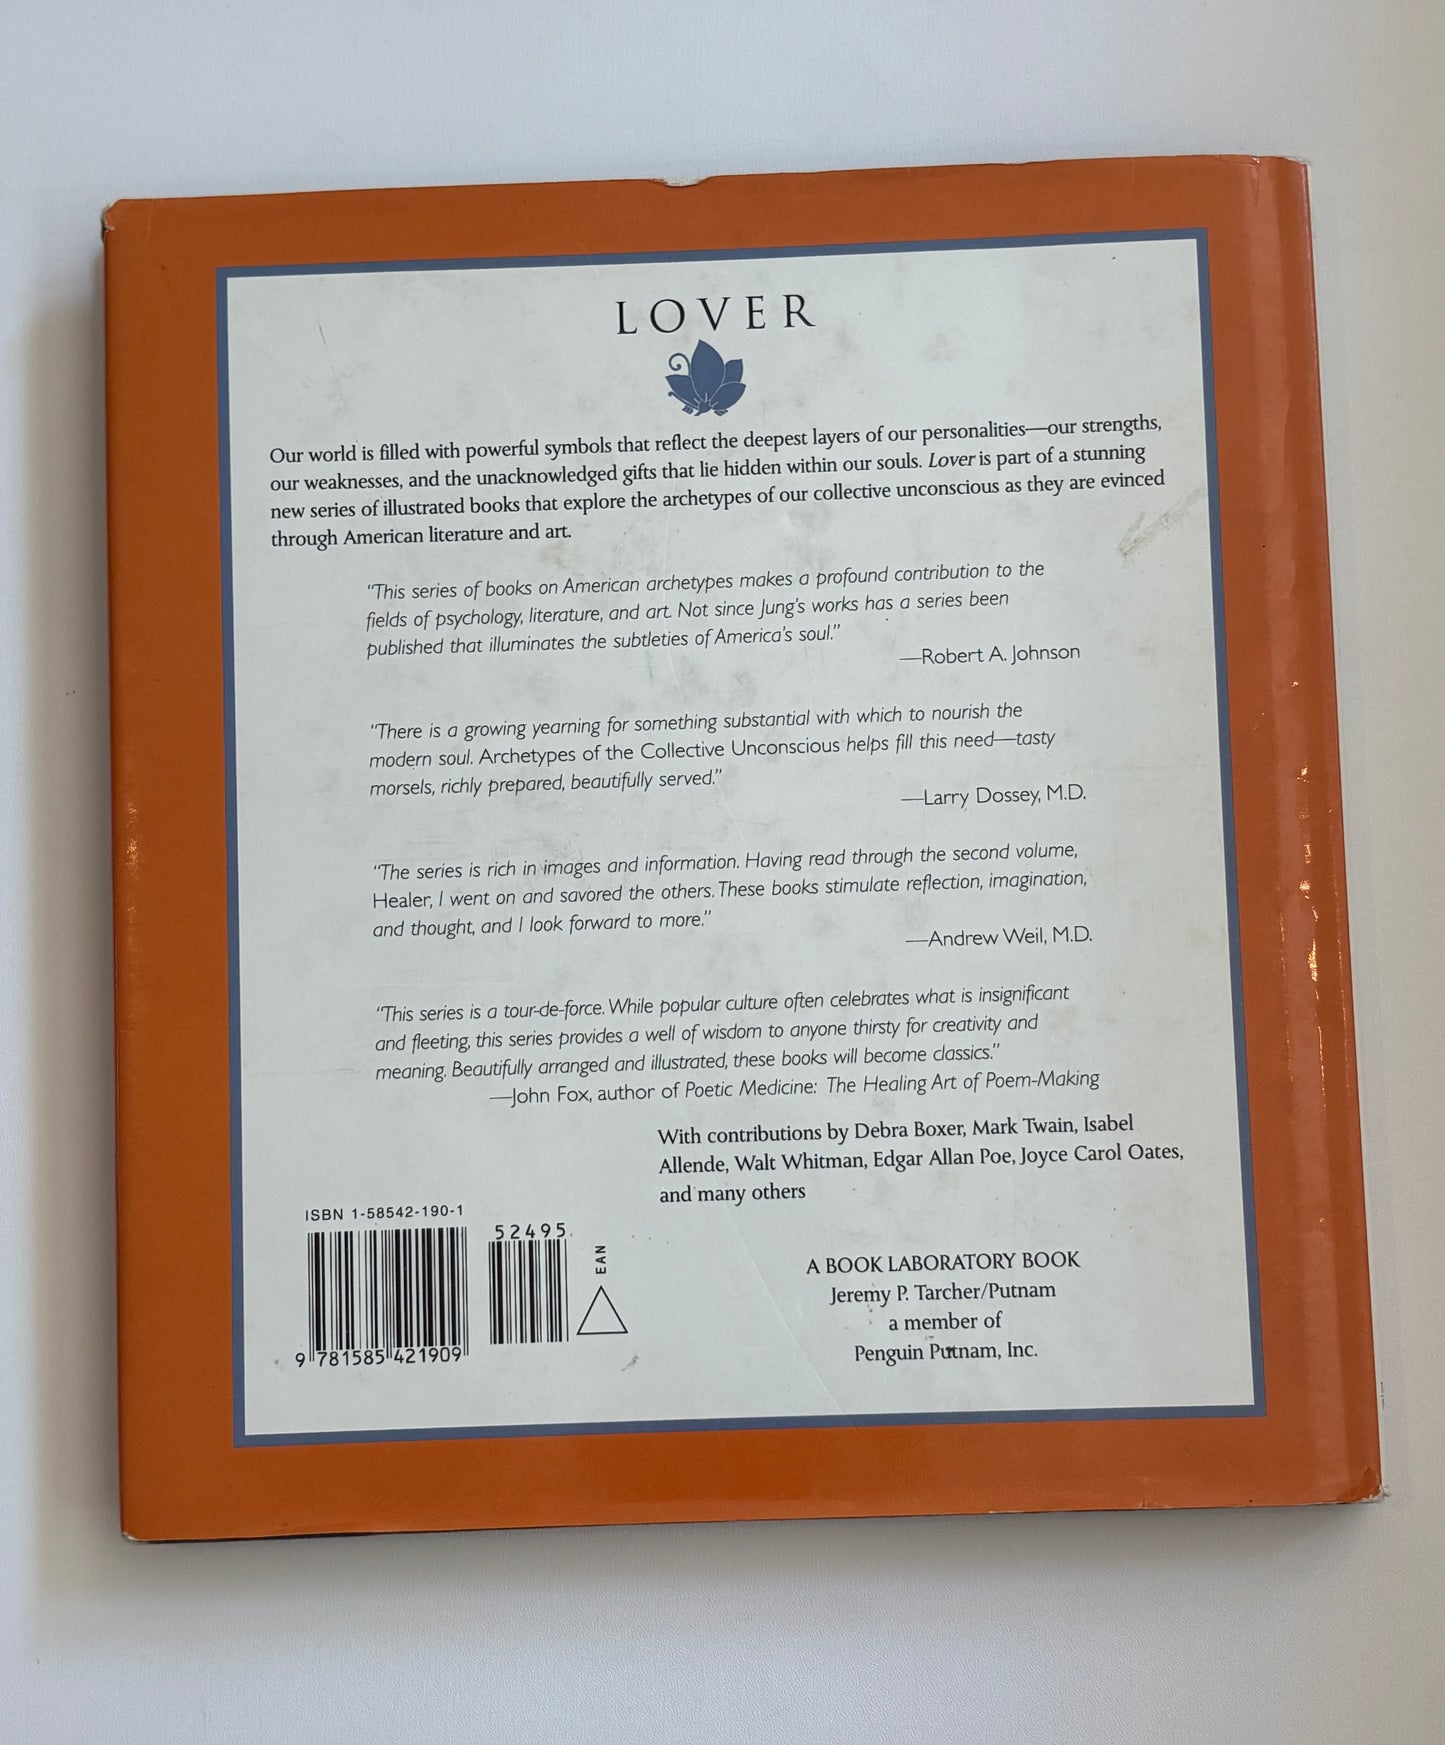 LOVER
Our world is filled with powerful symbols that reflect the deepest layers of our personalities—our strengths,
our weaknesses, and the unacknowledged gifts that lie hidden within our souls. Lover is part of a stunning
new series of illustrated books that explore the archetypes of our collective unconscious as they are evinced
through American literature and art.
“This series of books on American archetypes makes a profound contribution to the
fields of psychology, literature, and art. Not since Jung’s works has a series been
published that illuminates the subtleties of America’s soul.”
—Robert A. Johnson
“There is a growing yearning for something substantial with which to nourish the
modern soul. Archetypes of the Collective Unconscious helps fill this need—tasty
morsels, richly prepared, beautifully served.”
—Larry Dossey, M.D.
“The series is rich in images and information. Having read through the second volume,
Healer, I went on and savored the others. These books stimulate reflection, imagination,
and thought, and I look forward to more.”
—Andrew Weil, M.D.
“This series is a tour-de-force. While popular culture often celebrates what is insignificant
and fleeting, this series provides a well of wisdom to anyone thirsty for creativity and
meaning. Beautifully arranged and illustrated, these books will become classics.”
—John Fox, author of Poetic Medicine: The Healing Art of Poem-Making
With contributions by Debra Boxer, Mark Twain, Isabel
Allende, Walt Whitman, Edgar Allan Poe, Joyce Carol Oates,
and many others
ISBN 1-58542-190-1
52495
EAN
9 781585 421909
A BOOK LABORATORY BOOK
Jeremy P. Tarcher/Putnam
a member of
Penguin Putnam, Inc.